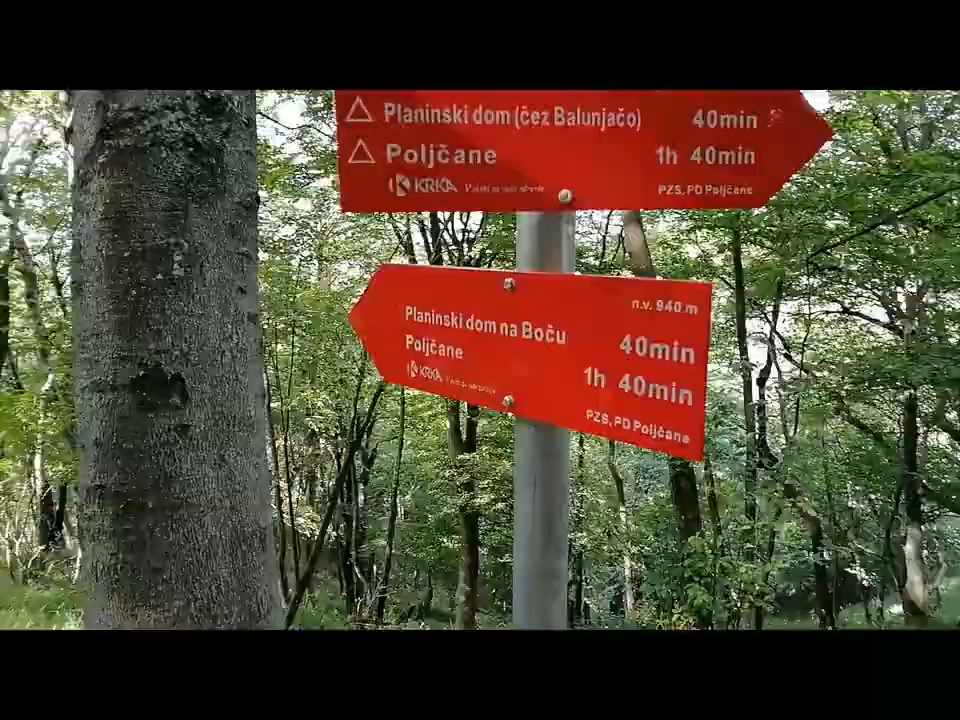 Planinski dom (čez Balunjačo) 40min
Poljčane 1h 40min
KRKA
PZS, PD Poljčane
n.v. 940 m
Planinski dom na Boču 40min
Poljčane 1h 40min
KRKA
PZS, PD Poljčane